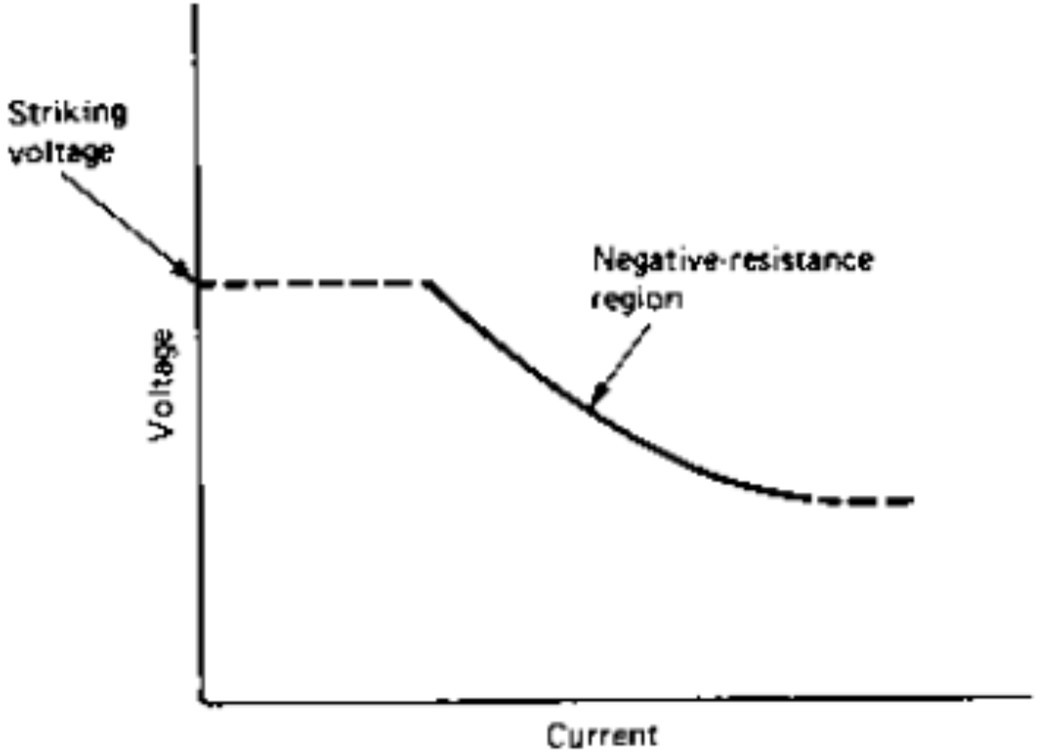 Striking
voltage
Negative-resistance
region
Voltage
Current